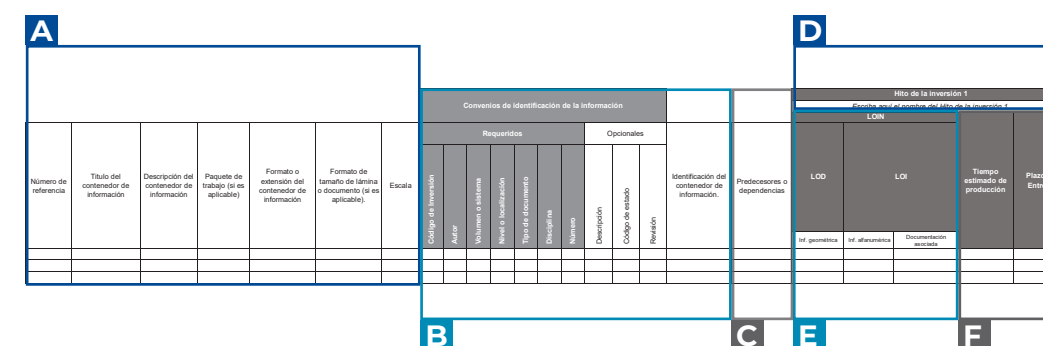 A
D
Hito de la inversión 1
Escriba aquí el nombre del Hito de la inversión 1
Convenios de identificación de la información
LOIN
Requeridos
Opcionales
Número de
referencia
Titulo del
contenedor de
información
Descripción del
contenedor de
información
Paquete de
trabajo (si es
aplicable)
Formato o
extensión del
contenedor de
información
Formato de
tamaño de lámina
o documento (si es
aplicable).
Escala
Código de Inversión
Autor
Volumen o sistema
Nivel o localización
Tipo de documento
Disciplina
Número
Descripción
Código de estado
Revisión
Identificación del
contenedor de
información.
Predecesores o
dependencias
LOD
LOI
Tiempo
estimado de
producción
Inf. geométrica
Inf. alfanumérica
Documentación
asociada
B
C
E
F